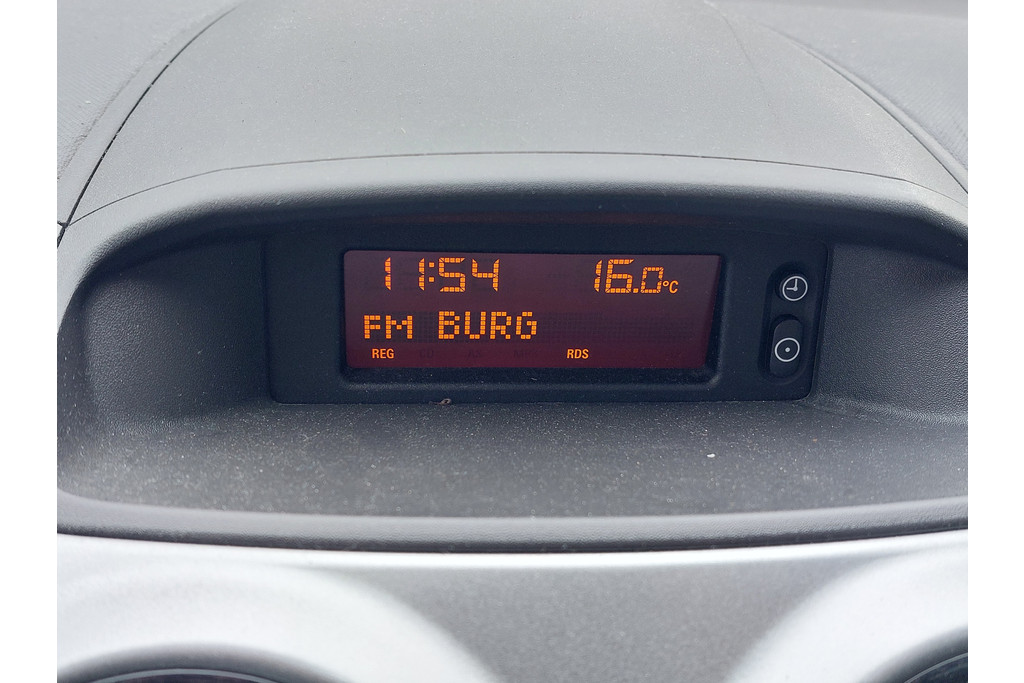 11:54 16.0°C
FM BURG
REG RDS